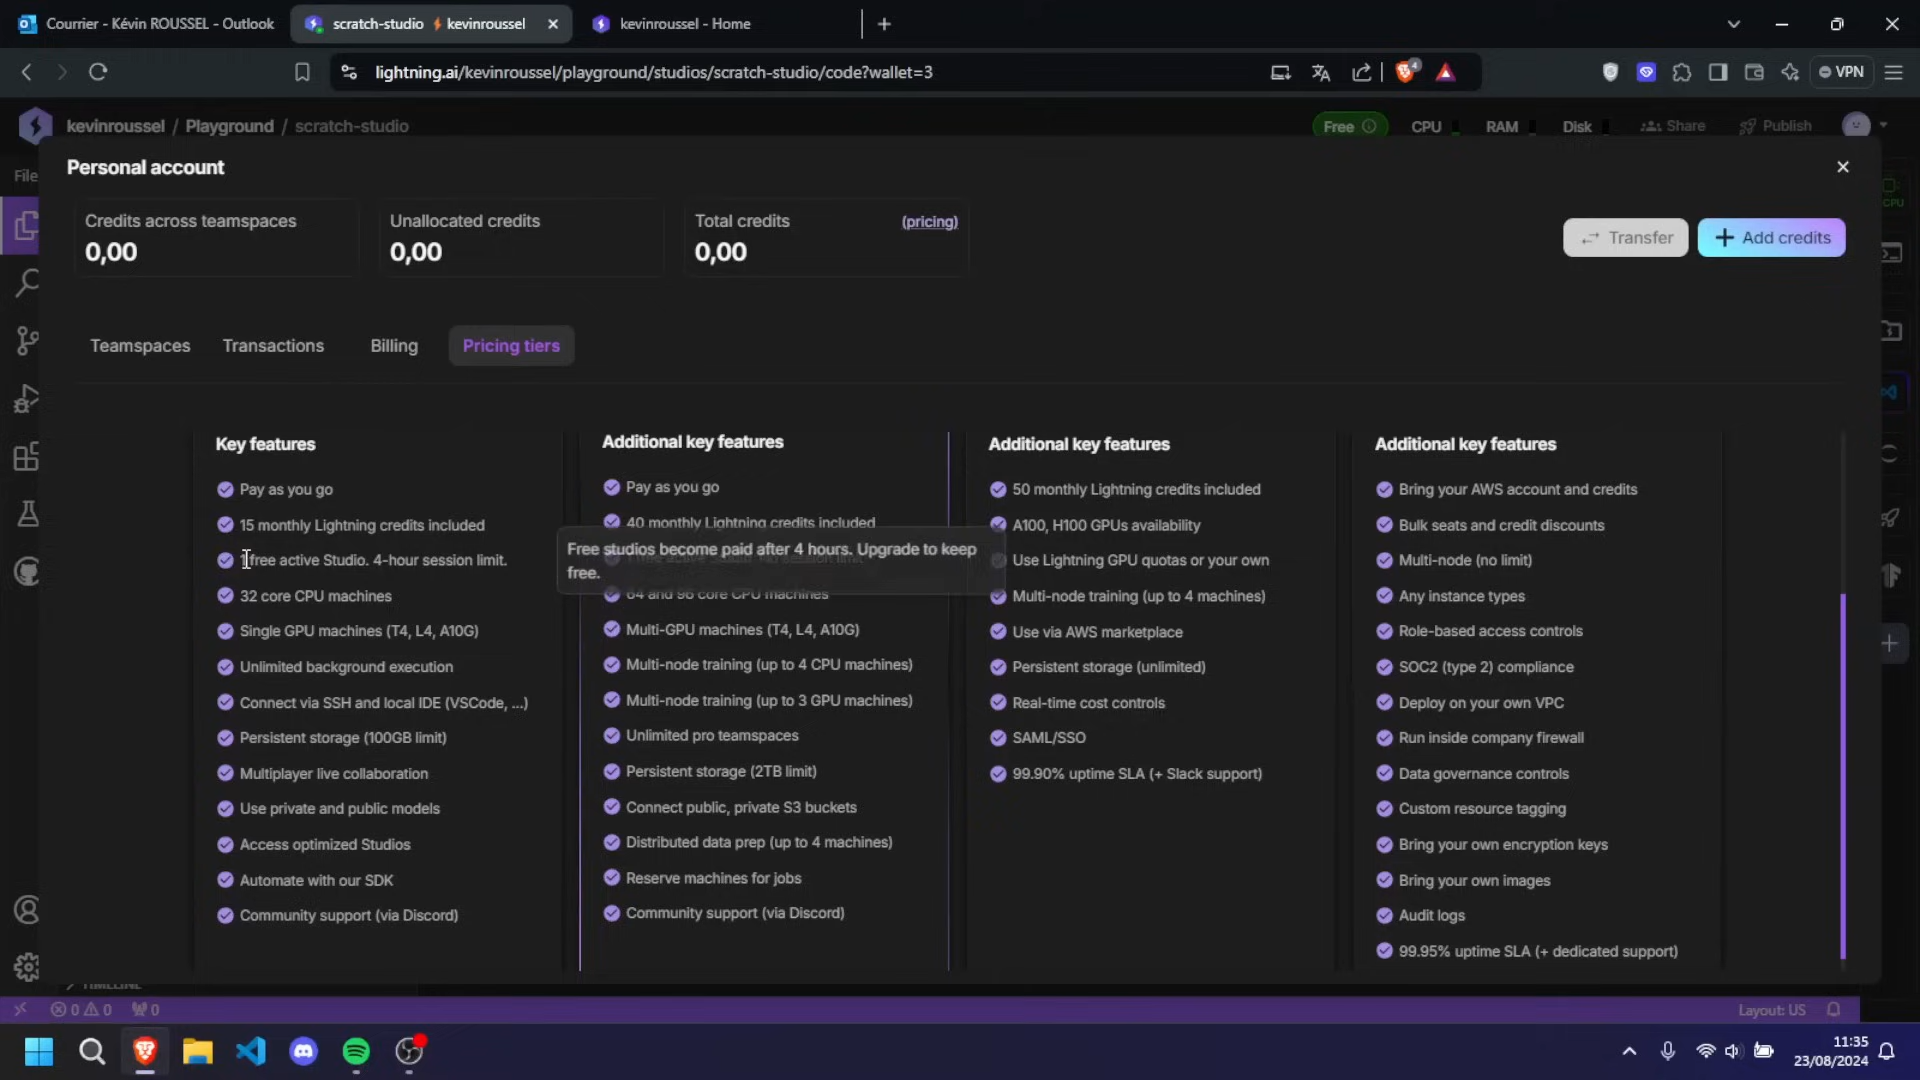 Courrier - Kévin ROUSSEL - Outlook
scratch-studio ⚡ kevinroussel
kevinroussel - Home
lightning.ai/kevinroussel/playground/studios/scratch-studio/code?wallet=3
4
VPN
kevinroussel / Playground / scratch-studio
Free
CPU
RAM
Disk
Share
Publish
File
Personal account
CPU
Credits across teamspaces
0,00
Unallocated credits
0,00
Total credits
(pricing)
0,00
Transfer
+ Add credits
Teamspaces
Transactions
Billing
Pricing tiers
Key features
Pay as you go
15 monthly Lightning credits included
free active Studio. 4-hour session limit.
32 core CPU machines
Single GPU machines (T4, L4, A10G)
Unlimited background execution
Connect via SSH and local IDE (VSCode, ...)
Persistent storage (100GB limit)
Multiplayer live collaboration
Use private and public models
Access optimized Studios
Automate with our SDK
Community support (via Discord)
Additional key features
Pay as you go
40 monthly Lightning credits included
Free studios become paid after 4 hours. Upgrade to keep
free.
64 and 96 core CPU machines
Multi-GPU machines (T4, L4, A10G)
Multi-node training (up to 4 CPU machines)
Multi-node training (up to 3 GPU machines)
Unlimited pro teamspaces
Persistent storage (2TB limit)
Connect public, private S3 buckets
Distributed data prep (up to 4 machines)
Reserve machines for jobs
Community support (via Discord)
Additional key features
50 monthly Lightning credits included
A100, H100 GPUs availability
Use Lightning GPU quotas or your own
Multi-node training (up to 4 machines)
Use via AWS marketplace
Persistent storage (unlimited)
Real-time cost controls
SAML/SSO
99.90% uptime SLA (+ Slack support)
Additional key features
Bring your AWS account and credits
Bulk seats and credit discounts
Multi-node (no limit)
Any instance types
Role-based access controls
SOC2 (type 2) compliance
Deploy on your own VPC
Run inside company firewall
Data governance controls
Custom resource tagging
Bring your own encryption keys
Bring your own images
Audit logs
99.95% uptime SLA (+ dedicated support)
TIMELINE
0 0 0
Layout: US
11:35
23/08/2024